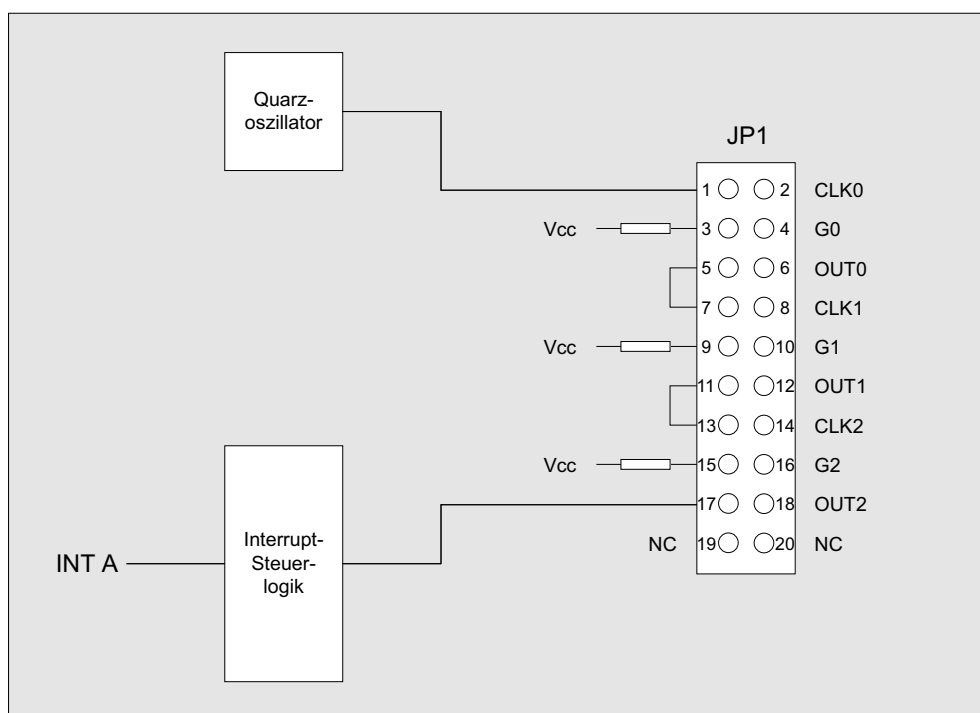 Quarz-
oszillator
JP1
1 2 CLK0
Vcc 3 4 G0
5 6 OUT0
7 8 CLK1
Vcc 9 10 G1
11 12 OUT1
13 14 CLK2
Vcc 15 16 G2
17 18 OUT2
NC 19 20 NC
INT A
Interrupt-
Steuer-
logik